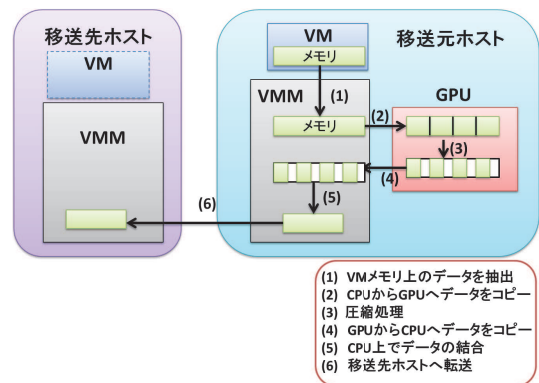 移送先ホスト
VM
VMM
移送元ホスト
VM
メモリ
VMM
(1)
メモリ
(2)
GPU
(3)
(4)
(5)
(6)
(1) VMメモリ上のデータを抽出
(2) CPUからGPUへデータをコピー
(3) 圧縮処理
(4) GPUからCPUへデータをコピー
(5) CPU上でデータの結合
(6) 移送先ホストへ転送